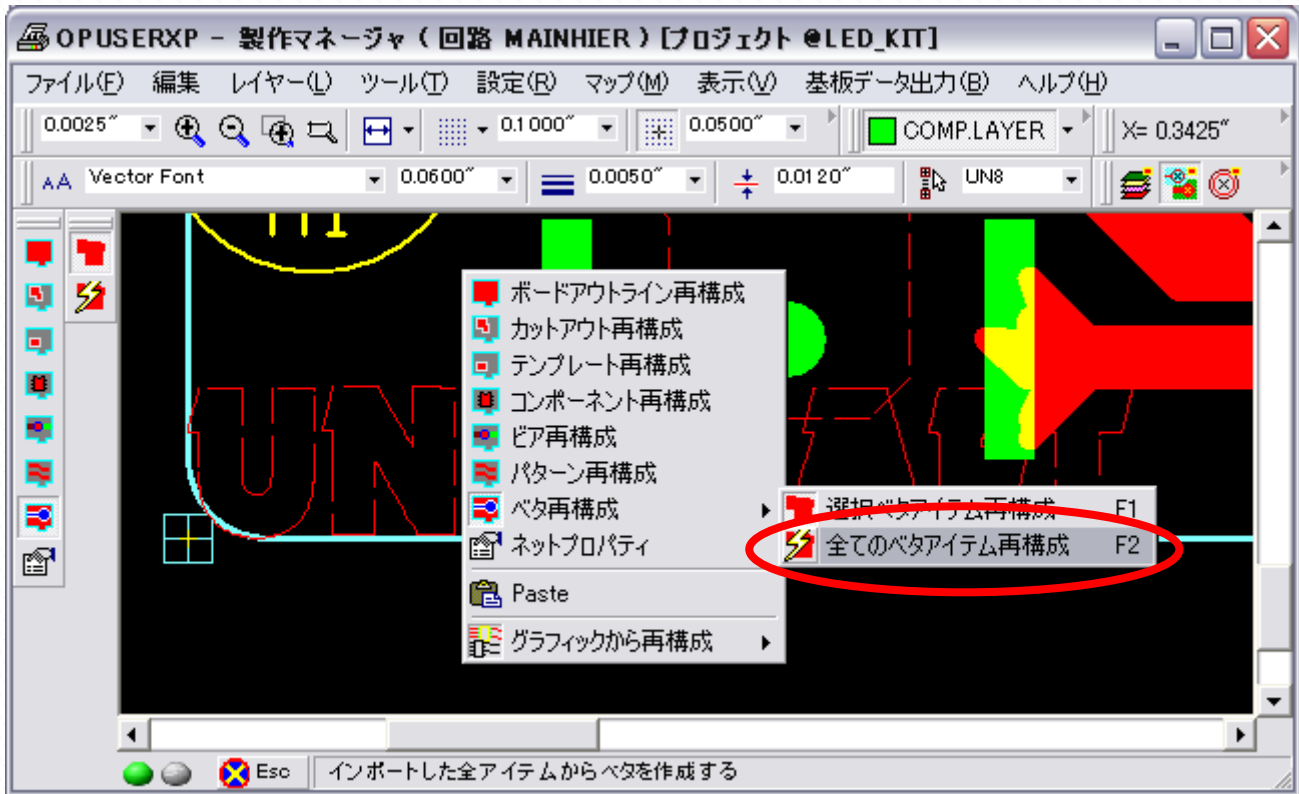 OPUSERXP - 製作マネージャ ( 回路 MAINHIER ) [プロジェクト @LED_KIT]
ファイル(F) 編集 レイヤー(L) ツール(T) 設定(R) マップ(M) 表示(V) 基板データ出力(B) ヘルプ(H)
0.0025" 0.1000" 0.0500" COMP.LAYER X= 0.3425"
AA Vector Font 0.0600" 0.0050" 0.0120" UN8
ボードアウトライン再構成
カットアウト再構成
テンプレート再構成
コンポーネント再構成
ビア再構成
パターン再構成
ベタ再構成
選択ベタアイテム再構成 F1
ネットプロパティ
全てのベタアイテム再構成 F2
Paste
グラフィックから再構成
Esc インポートした全アイテムからベタを作成する